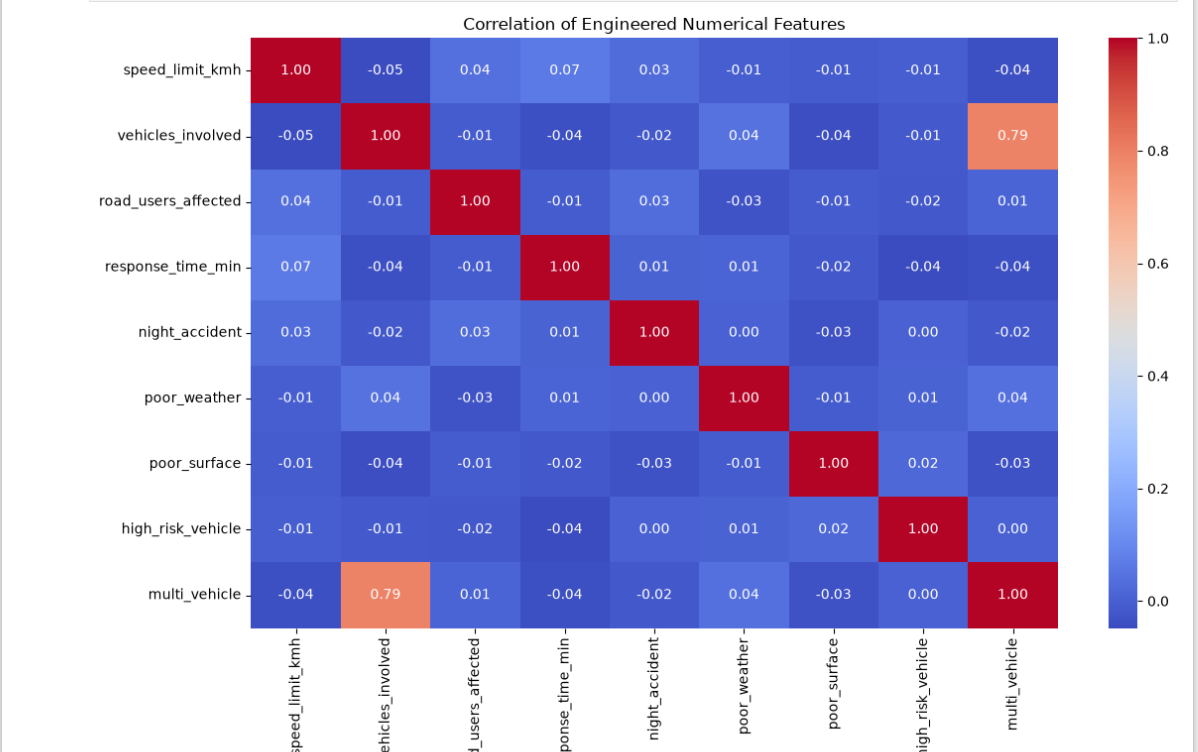 Correlation of Engineered Numerical Features
speed_limit_kmh 1.00 -0.05 0.04 0.07 0.03 -0.01 -0.01 -0.01 -0.04
vehicles_involved -0.05 1.00 -0.01 -0.04 -0.02 0.04 -0.04 -0.01 0.79
road_users_affected 0.04 -0.01 1.00 -0.01 0.03 -0.03 -0.01 -0.02 0.01
response_time_min 0.07 -0.04 -0.01 1.00 0.01 0.01 -0.02 -0.04 -0.04
night_accident 0.03 -0.02 0.03 0.01 1.00 0.00 -0.03 0.00 -0.02
poor_weather -0.01 0.04 -0.03 0.01 0.00 1.00 -0.01 0.01 0.04
poor_surface -0.01 -0.04 -0.01 -0.02 -0.03 -0.01 1.00 0.02 -0.03
high_risk_vehicle -0.01 -0.01 -0.02 -0.04 0.00 0.01 0.02 1.00 0.00
multi_vehicle -0.04 0.79 0.01 -0.04 -0.02 0.04 -0.03 0.00 1.00
speed_limit_kmh
ehicles_involved
d_users_affected
ponse_time_min
night_accident
poor_weather
poor_surface
high_risk_vehicle
multi_vehicle
1.0
0.8
0.6
0.4
0.2
0.0